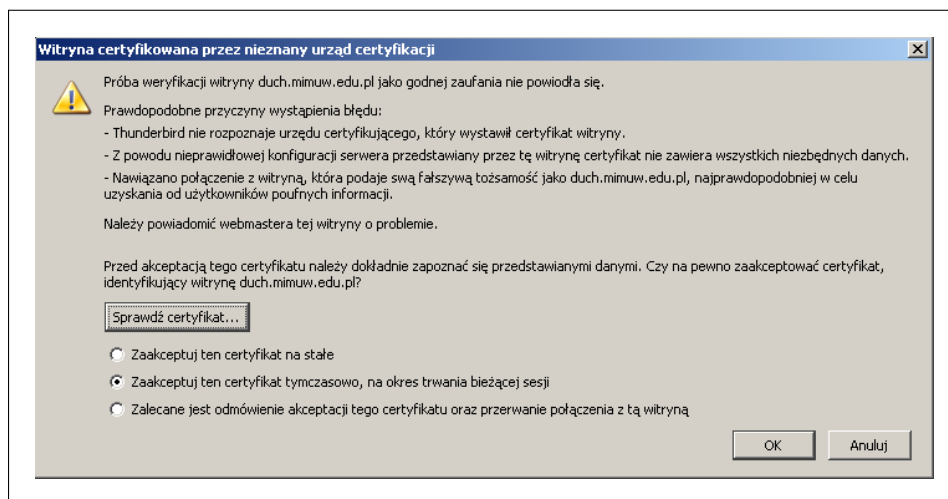 Witryna certyfikowana przez nieznany urząd certyfikacji
Próba weryfikacji witryny duch.mimuw.edu.pl jako godnej zaufania nie powiodła się.
Prawdopodobne przyczyny wystąpienia błędu:
- Thunderbird nie rozpoznaje urzędu certyfikującego, który wystawił certyfikat witryny.
- Z powodu nieprawidłowej konfiguracji serwera przedstawiany przez tę witrynę certyfikat nie zawiera wszystkich niezbędnych danych.
- Nawiązano połączenie z witryną, która podaje swą fałszywą tożsamość jako duch.mimuw.edu.pl, najprawdopodobniej w celu
uzyskania od użytkowników poufnych informacji.
Należy powiadomić webmastera tej witryny o problemie.
Przed akceptacją tego certyfikatu należy dokładnie zapoznać się przedstawianymi danymi. Czy na pewno zaakceptować certyfikat,
identyfikujący witrynę duch.mimuw.edu.pl?
Sprawdź certyfikat...
Zaakceptuj ten certyfikat na stałe
Zaakceptuj ten certyfikat tymczasowo, na okres trwania bieżącej sesji
Zalecane jest odmówienie akceptacji tego certyfikatu oraz przerwanie połączenia z tą witryną
OK Anuluj